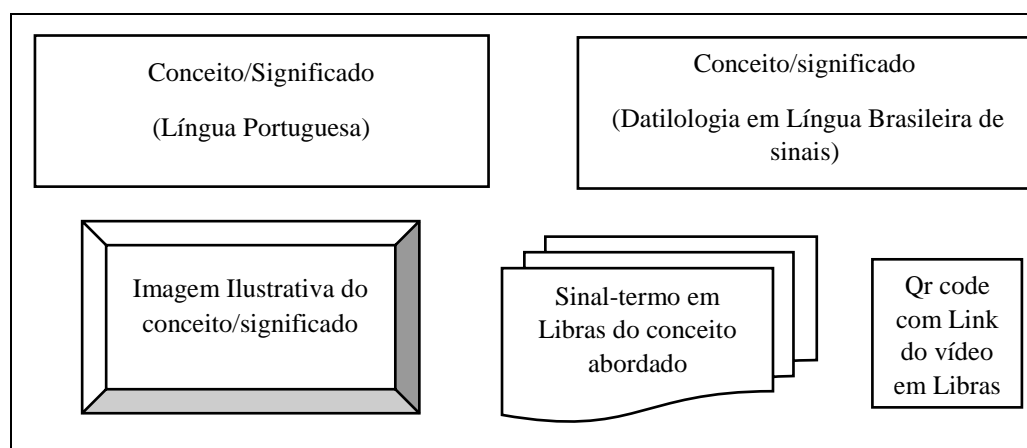 Conceito/Significado
(Língua Portuguesa)
Conceito/significado
(Datilologia em Língua Brasileira de
sinais)
Imagem Ilustrativa do
conceito/significado
Sinal-termo em
Libras do conceito
abordado
Qr code
com Link
do vídeo
em Libras